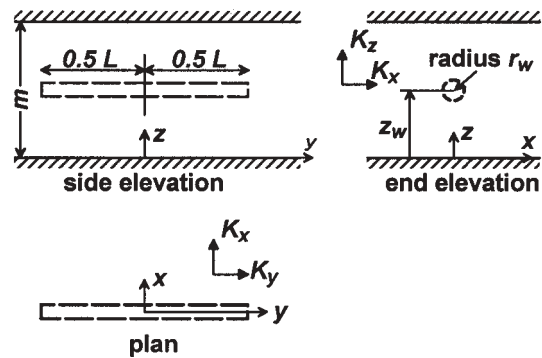 0.5 L 0.5 L
m
z
y
side elevation
K_z
K_x
radius r_w
z_w
z
x
end elevation
K_x
K_y
x
y
plan